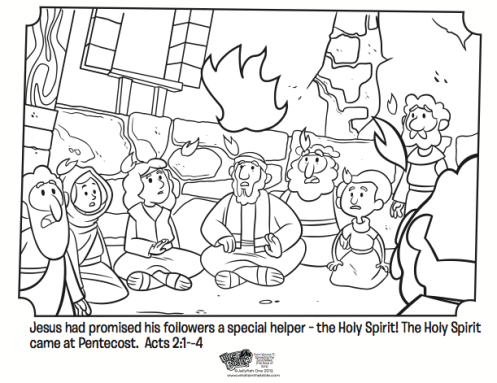 Jesus had promised his followers a special helper - the Holy Spirit! The Holy Spirit
came at Pentecost. Acts 2:1--4